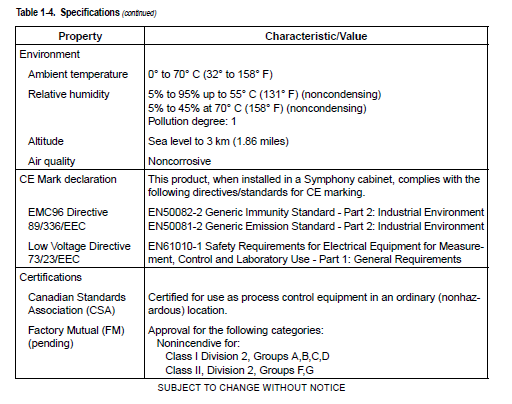 Table 1-4. Specifications (continued)
Property Characteristic/Value
Environment
Ambient temperature 0° to 70° C (32° to 158° F)
Relative humidity 5% to 95% up to 55° C (131° F) (noncondensing)
5% to 45% at 70° C (158° F) (noncondensing)
Pollution degree: 1
Altitude Sea level to 3 km (1.86 miles)
Air quality Noncorrosive
CE Mark declaration This product, when installed in a Symphony cabinet, complies with the
following directives/standards for CE marking.
EMC96 Directive EN50082-2 Generic Immunity Standard - Part 2: Industrial Environment
89/336/EEC EN50081-2 Generic Emission Standard - Part 2: Industrial Environment
Low Voltage Directive EN61010-1 Safety Requirements for Electrical Equipment for Measure-
73/23/EEC ment, Control and Laboratory Use - Part 1: General Requirements
Certifications
Canadian Standards Certified for use as process control equipment in an ordinary (nonhaz-
Association (CSA) ardous) location.
Factory Mutual (FM) Approval for the following categories:
(pending) Nonincendive for:
Class I Division 2, Groups A,B,C,D
Class II, Division 2, Groups F,G
SUBJECT TO CHANGE WITHOUT NOTICE